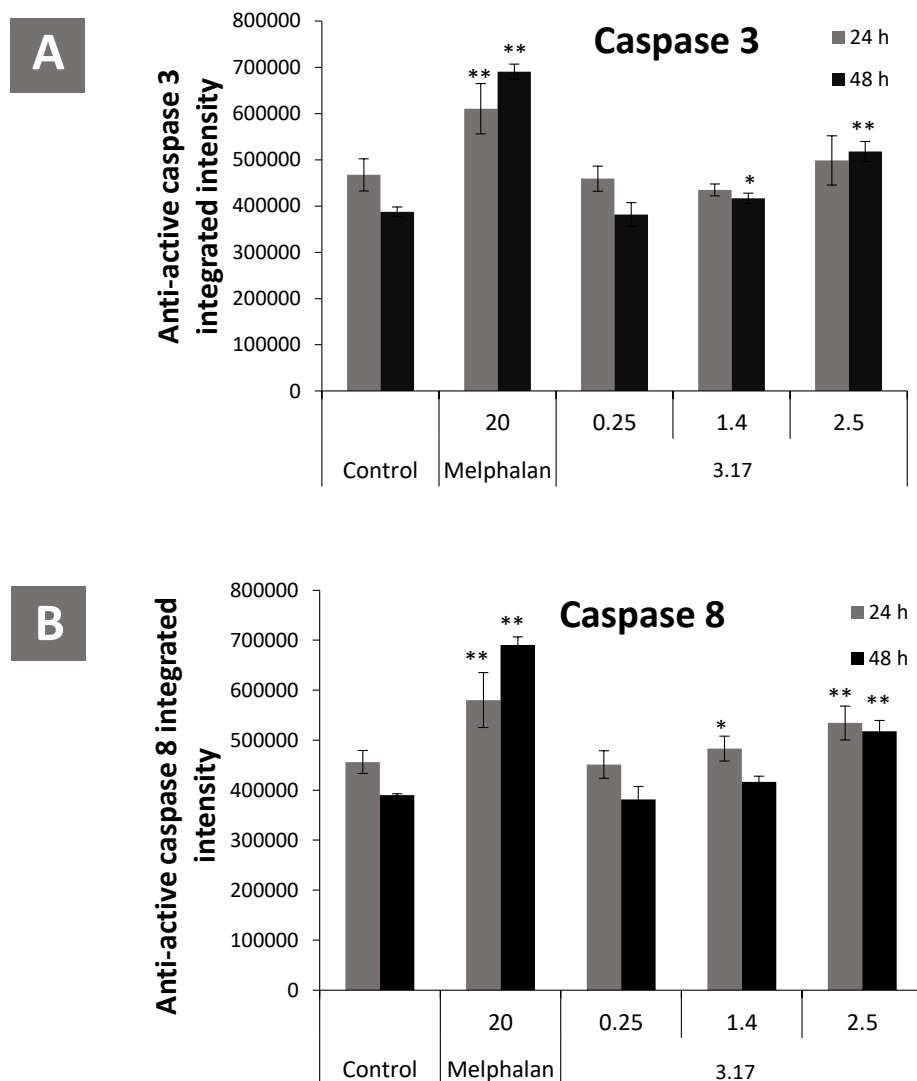 A
Caspase 3
24 h
48 h
Anti-active caspase 3
integrated intensity
800000
700000
600000
500000
400000
300000
200000
100000
0
** **
* **
20 0.25 1.4 2.5
Control Melphalan 3.17
B
Caspase 8
24 h
48 h
Anti-active caspase 8 integrated
intensity
800000
700000
600000
500000
400000
300000
200000
100000
0
** **
* ** **
20 0.25 1.4 2.5
Control Melphalan 3.17